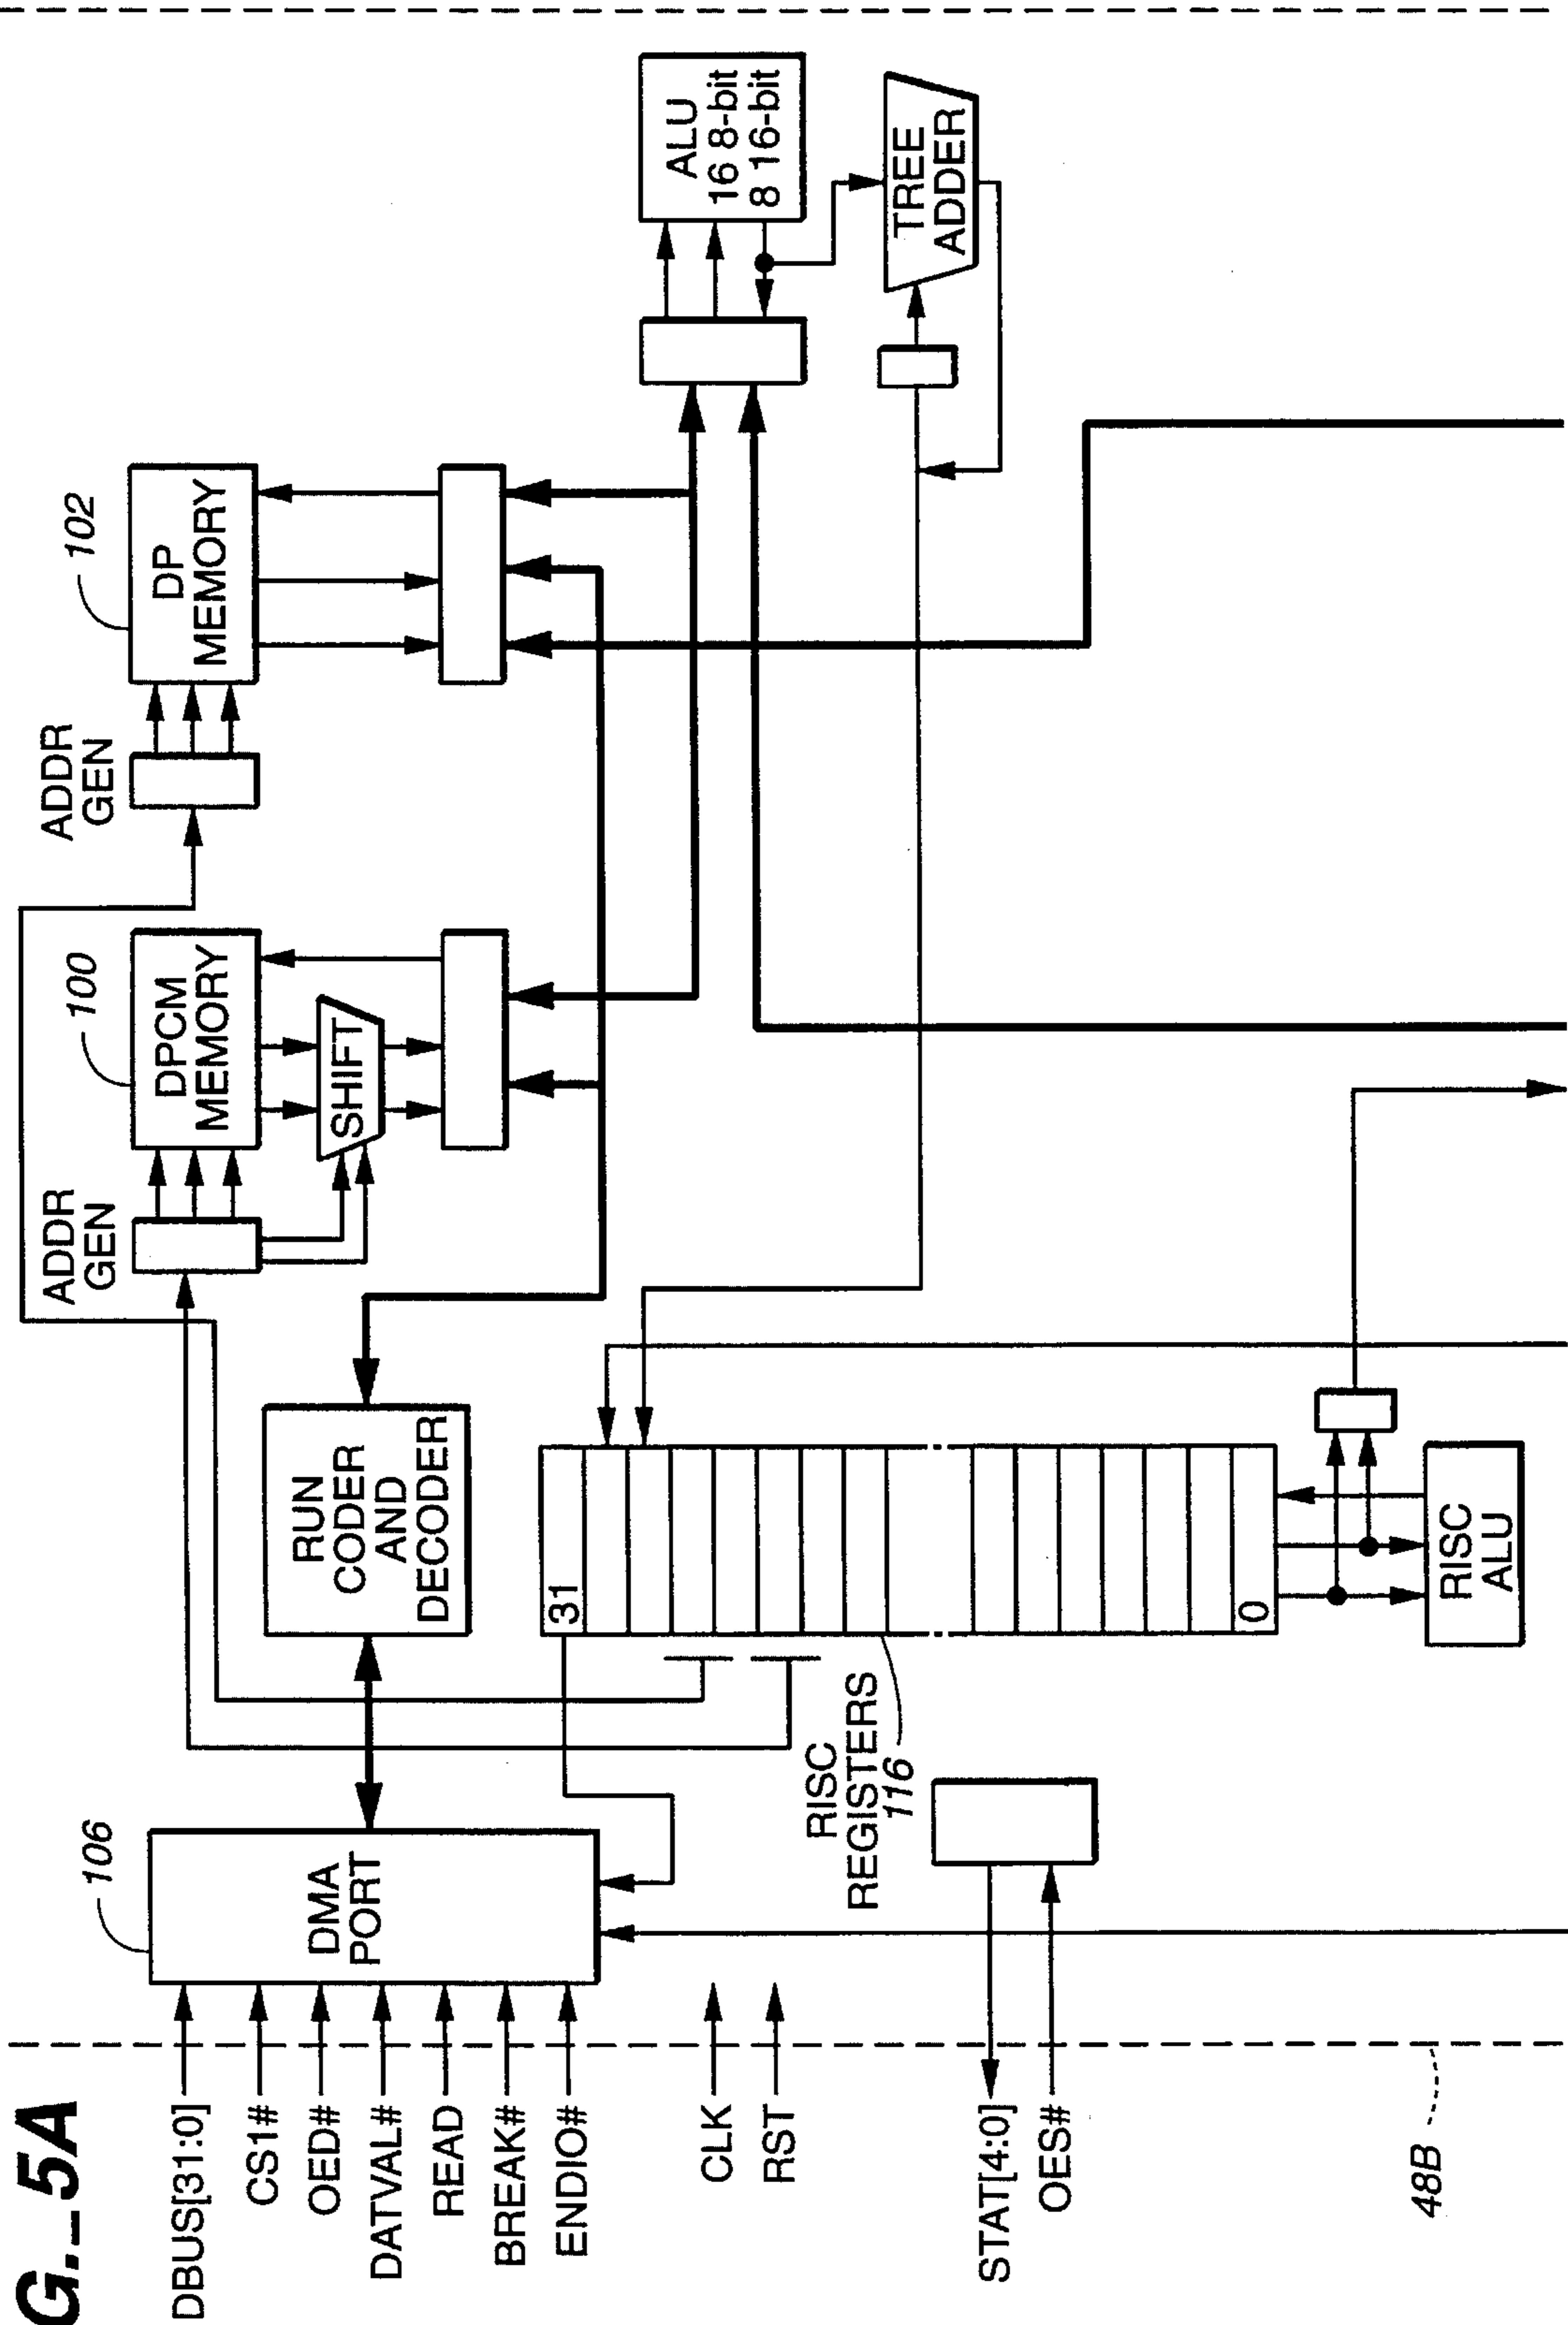 G._5A
DBUS[31:0]
CS1#
OED#
DATVAL#
READ
BREAK#
ENDIO#
CLK
RST
STAT[4:0]
OES#
48B
106
DMA
PORT
RUN
CODER
AND
DECODER
RISC
REGISTERS
116
31
0
RISC
ALU
ADDR
GEN
100
DPCM
MEMORY
SHIFT
ADDR
GEN
102
DP
MEMORY
ALU
16 8-bit
8 16-bit
TREE
ADDER